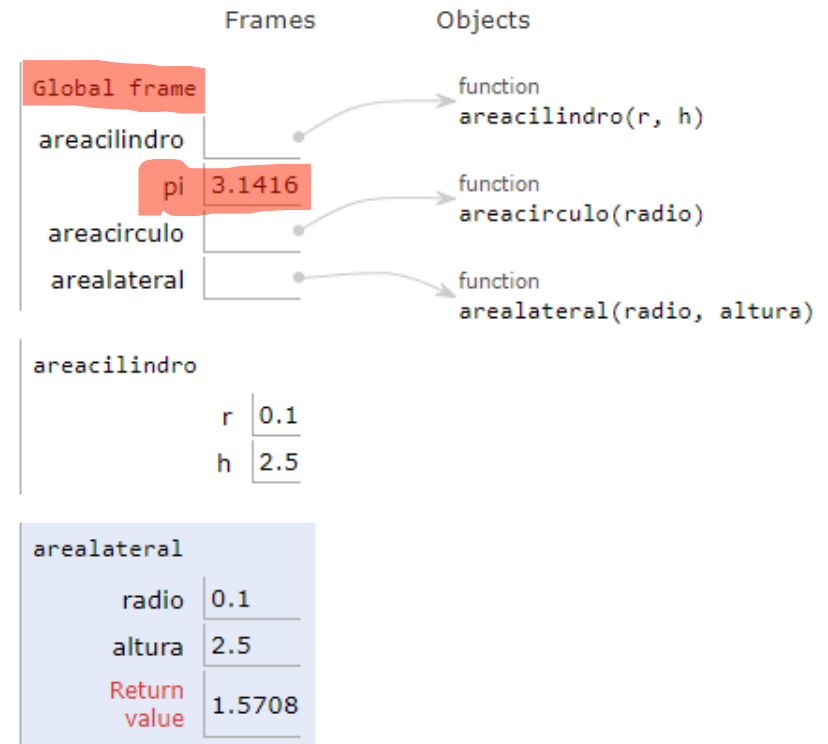 Frames Objects
Global frame
function
areacilindro(r, h)
areacilindro
pi 3.1416
function
areacirculo(radio)
areacirculo
arealateral
function
arealateral(radio, altura)
areacilindro
r 0.1
h 2.5
arealateral
radio 0.1
altura 2.5
Return
value 1.5708